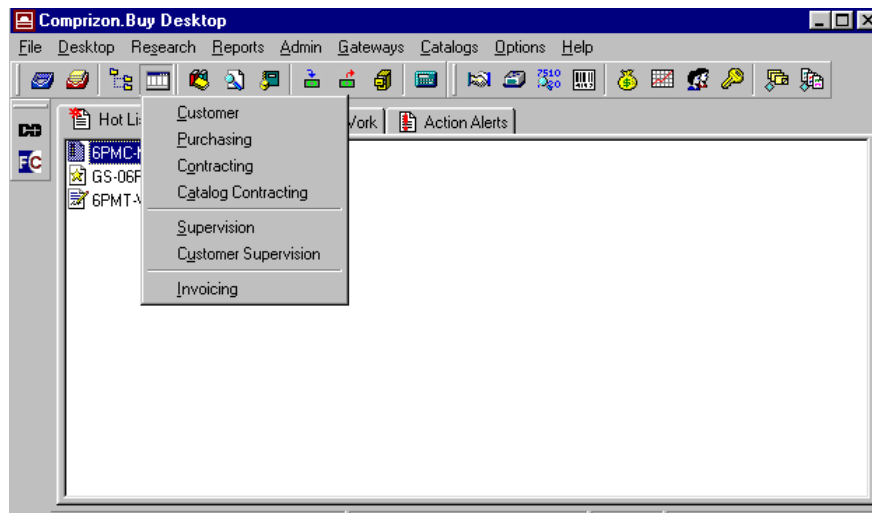 Comprizon.Buy Desktop
File Desktop Research Reports Admin Gateways Catalogs Options Help
7510
Hot Li
Work
Action Alerts
6PMC-
GS-06F
6PMT-
FC
Customer
Purchasing
Contracting
Catalog Contracting
Supervision
Customer Supervision
Invoicing